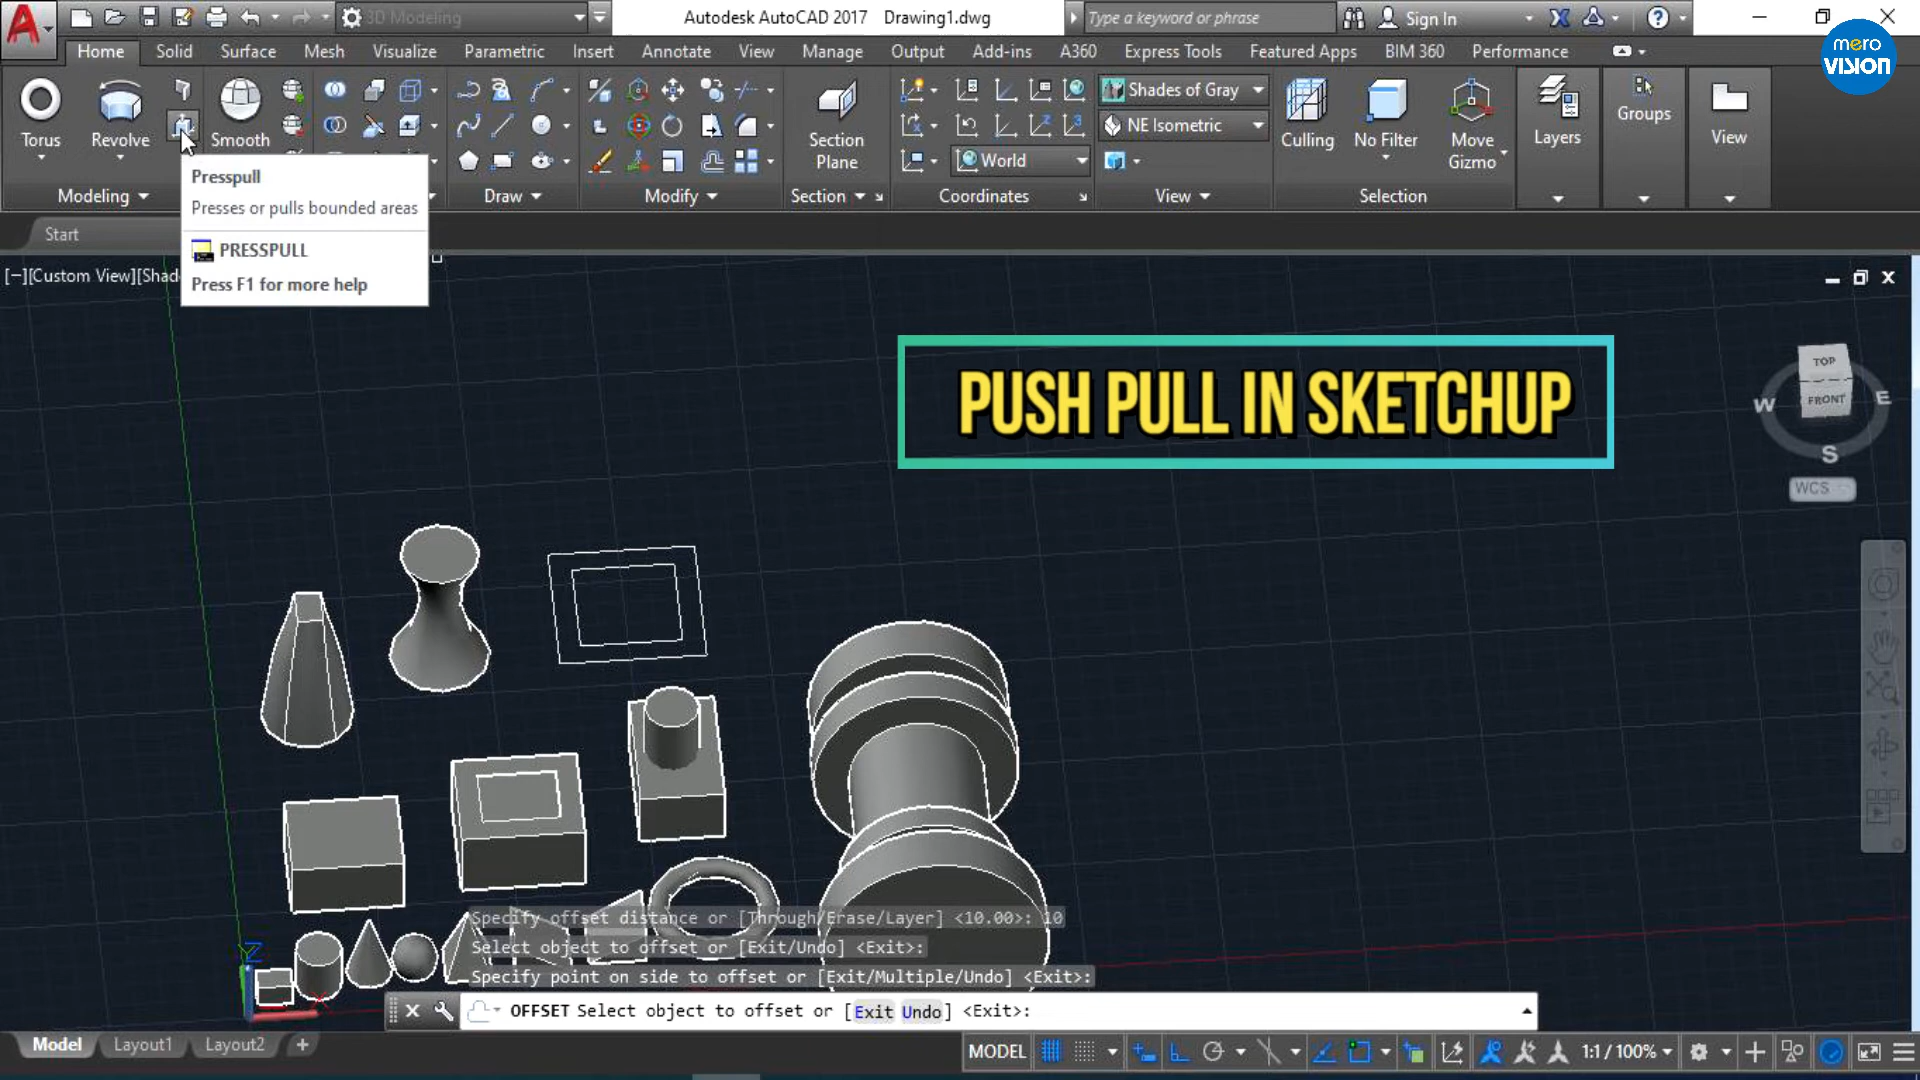 3D Modeling
Autodesk AutoCAD 2017 Drawing1.dwg
Type a keyword or phrase
Sign In
mero
VISION
Home Solid Surface Mesh Visualize Parametric Insert Annotate View Manage Output Add-ins A360 Express Tools Featured Apps BIM 360 Performance
Torus
Revolve
Smooth
Section
Plane
World
Shades of Gray
NE Isometric
Culling
No Filter
Move
Gizmo
Layers
Groups
View
Modeling
Draw
Modify
Section
Coordinates
View
Selection
Presspull
Presses or pulls bounded areas
PRESSPULL
Press F1 for more help
Start
[−][Custom View][Shad
PUSH PULL IN SKETCHUP
TOP
FRONT
W
E
S
WCS
Z
Y
X
Specify offset distance or [Through/Erase/Layer] <10.00>: 10
Select object to offset or [Exit/Undo] <Exit>:
Specify point on side to offset or [Exit/Multiple/Undo] <Exit>:
OFFSET Select object to offset or [Exit Undo] <Exit>:
Model Layout1 Layout2 +
MODEL
1:1 / 100%